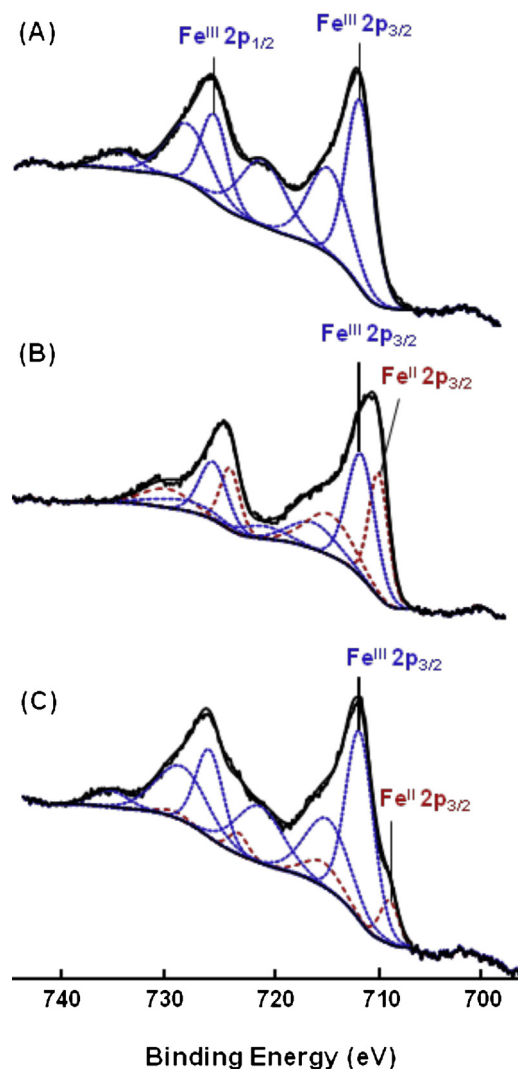 (A)
Feᴵᴵᴵ 2p₁/₂
Feᴵᴵᴵ 2p₃/₂
(B)
Feᴵᴵᴵ 2p₃/₂
Feᴵᴵ 2p₃/₂
(C)
Feᴵᴵᴵ 2p₃/₂
Feᴵᴵ 2p₃/₂
740 730 720 710 700
Binding Energy (eV)